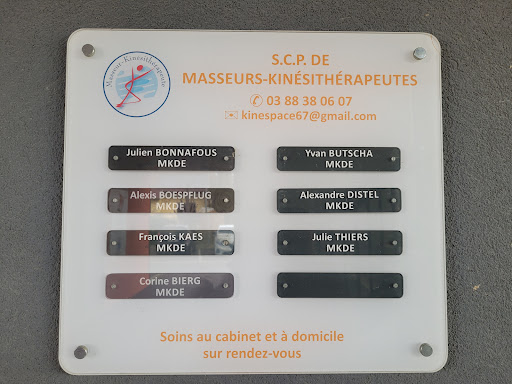 Masseur-Kinésithérapeute
S.C.P. DE
MASSEURS-KINÉSITHÉRAPEUTES
✆ 03 88 38 06 07
✉ kinespace67@gmail.com
Julien BONNAFOUS
MKDE
Alexis BOESPFLUG
MKDE
François KAES
MKDE
Corine BIERG
MKDE
Yvan BUTSCHA
MKDE
Alexandre DISTEL
MKDE
Julie THIERS
MKDE
Soins au cabinet et à domicile
sur rendez-vous